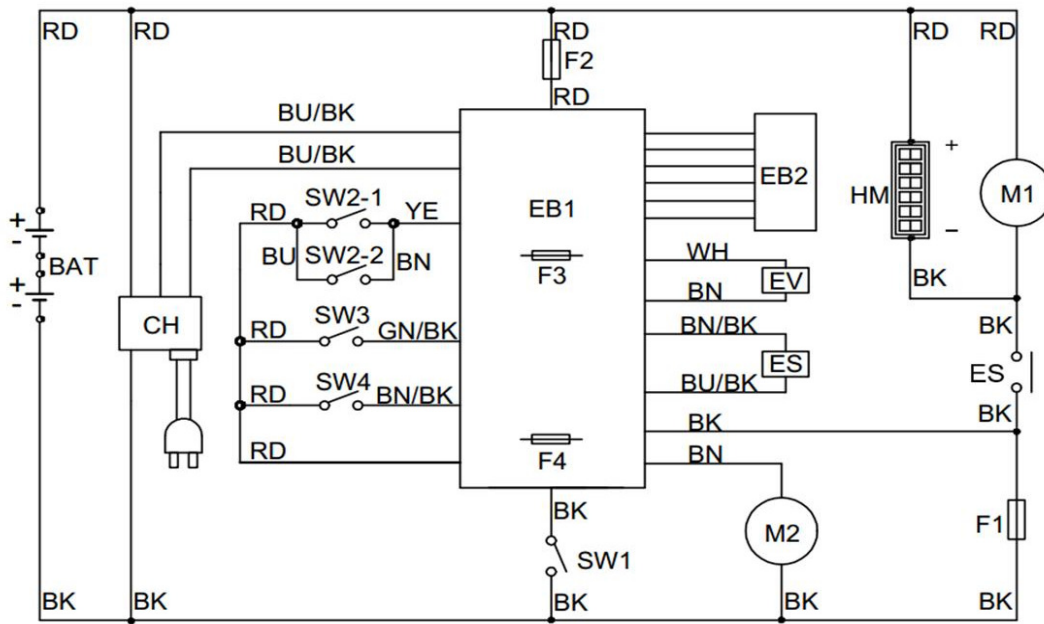 RD RD RD RD RD
F2
RD
BU/BK
BU/BK
EB2
SW2-1
RD YE
EB1
HM
+
-
M1
BU SW2-2 BN
WH
F3
EV
BK
BN
+
-
BAT
+
-
CH
SW3
RD GN/BK
BN/BK
BK
ES
ES
SW4
RD BN/BK
BU/BK
BK
BK
RD
F4
BN
BK
M2
F1
SW1
BK BK BK BK BK